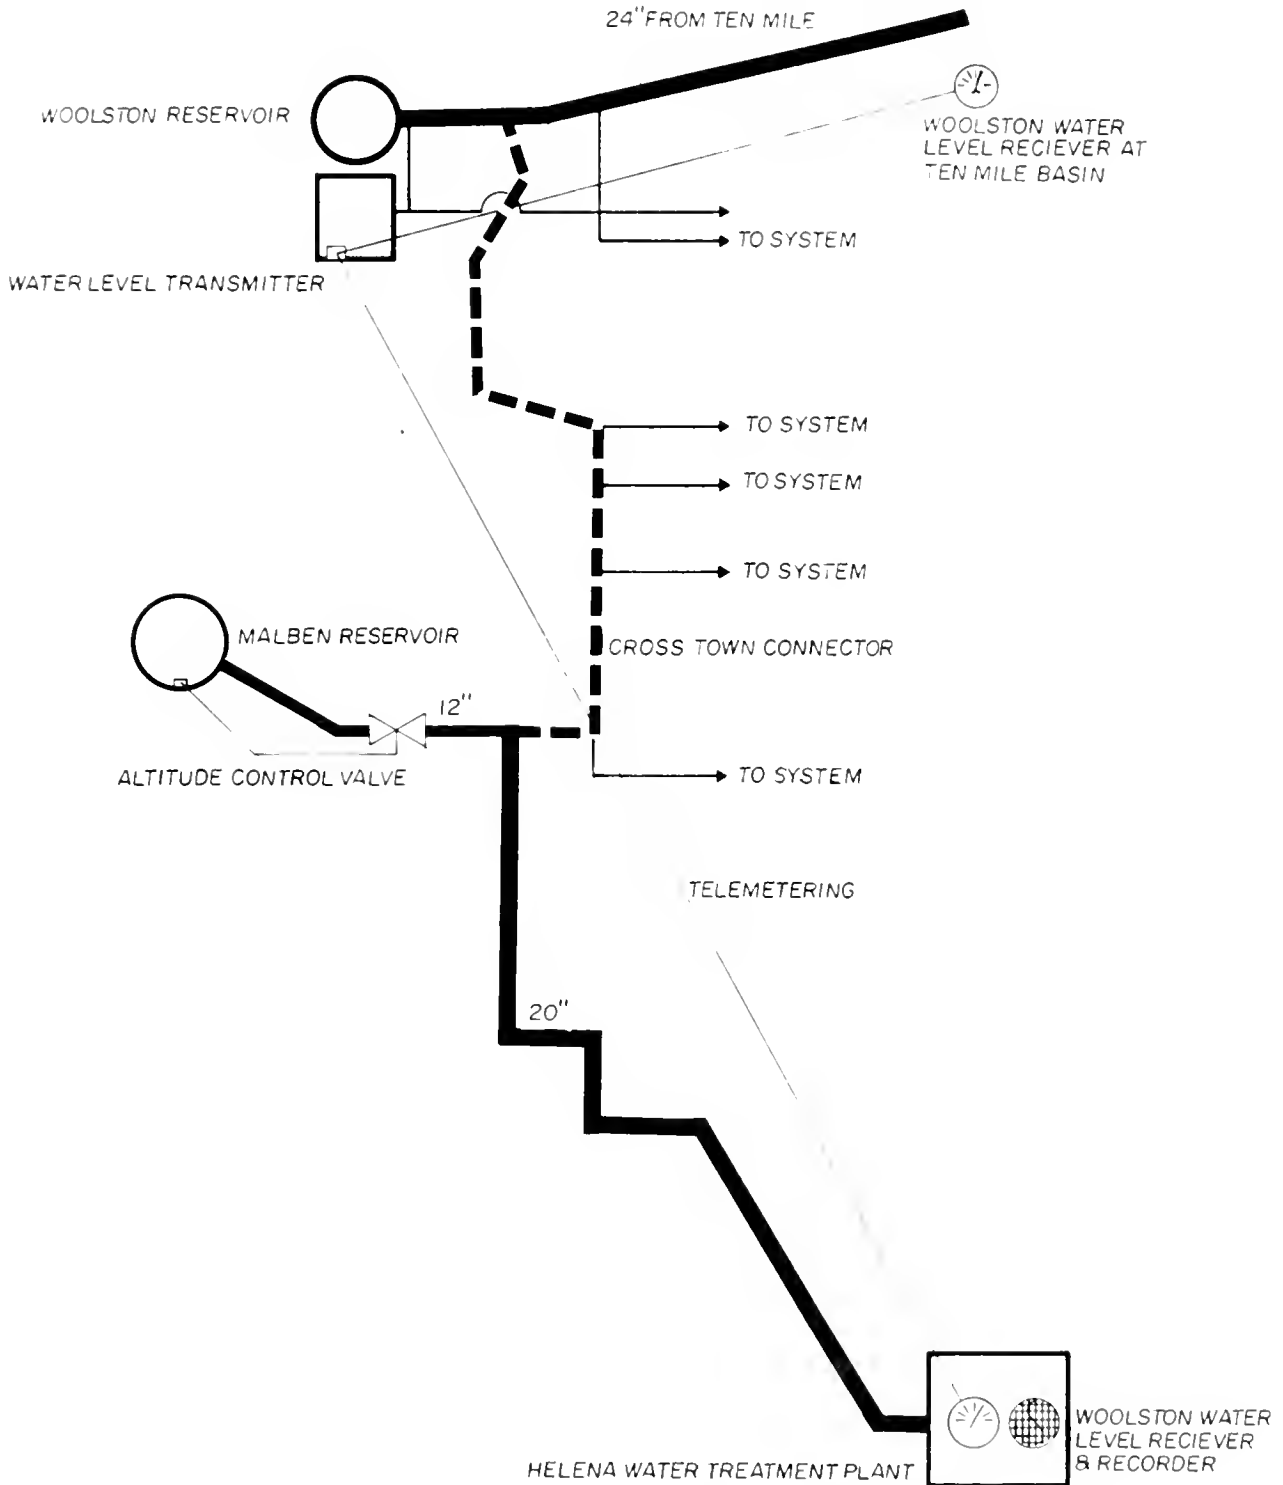 24" FROM TEN MILE
WOOLSTON RESERVOIR
WOOLSTON WATER
LEVEL RECIEVER AT
TEN MILE BASIN
TO SYSTEM
WATER LEVEL TRANSMITTER
TO SYSTEM
TO SYSTEM
TO SYSTEM
MALBEN RESERVOIR
CROSS TOWN CONNECTOR
12"
ALTITUDE CONTROL VALVE
TO SYSTEM
TELEMETERING
20"
WOOLSTON WATER
LEVEL RECIEVER
& RECORDER
HELENA WATER TREATMENT PLANT